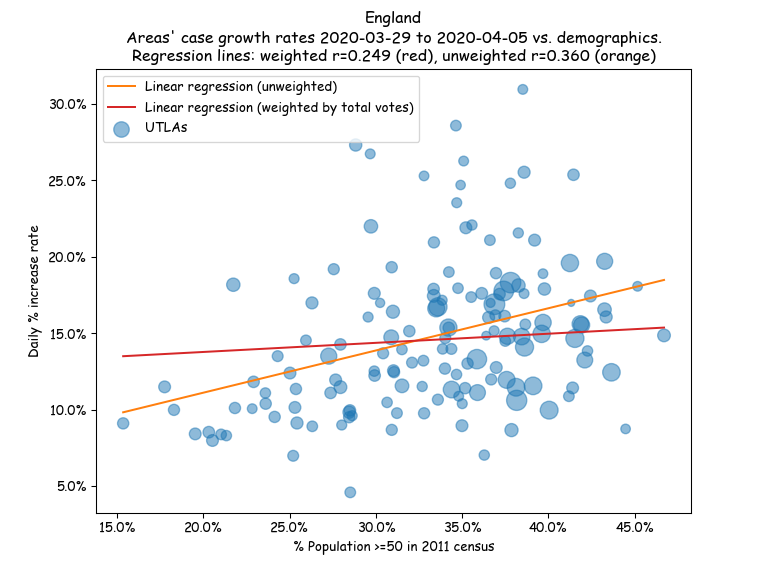 England
Areas' case growth rates 2020-03-29 to 2020-04-05 vs. demographics.
Regression lines: weighted r=0.249 (red), unweighted r=0.360 (orange)
Linear regression (unweighted)
Linear regression (weighted by total votes)
UTLAs
30.0%
25.0%
20.0%
15.0%
10.0%
5.0%
Daily % increase rate
15.0%
20.0%
25.0%
30.0%
35.0%
40.0%
45.0%
% Population >=50 in 2011 census